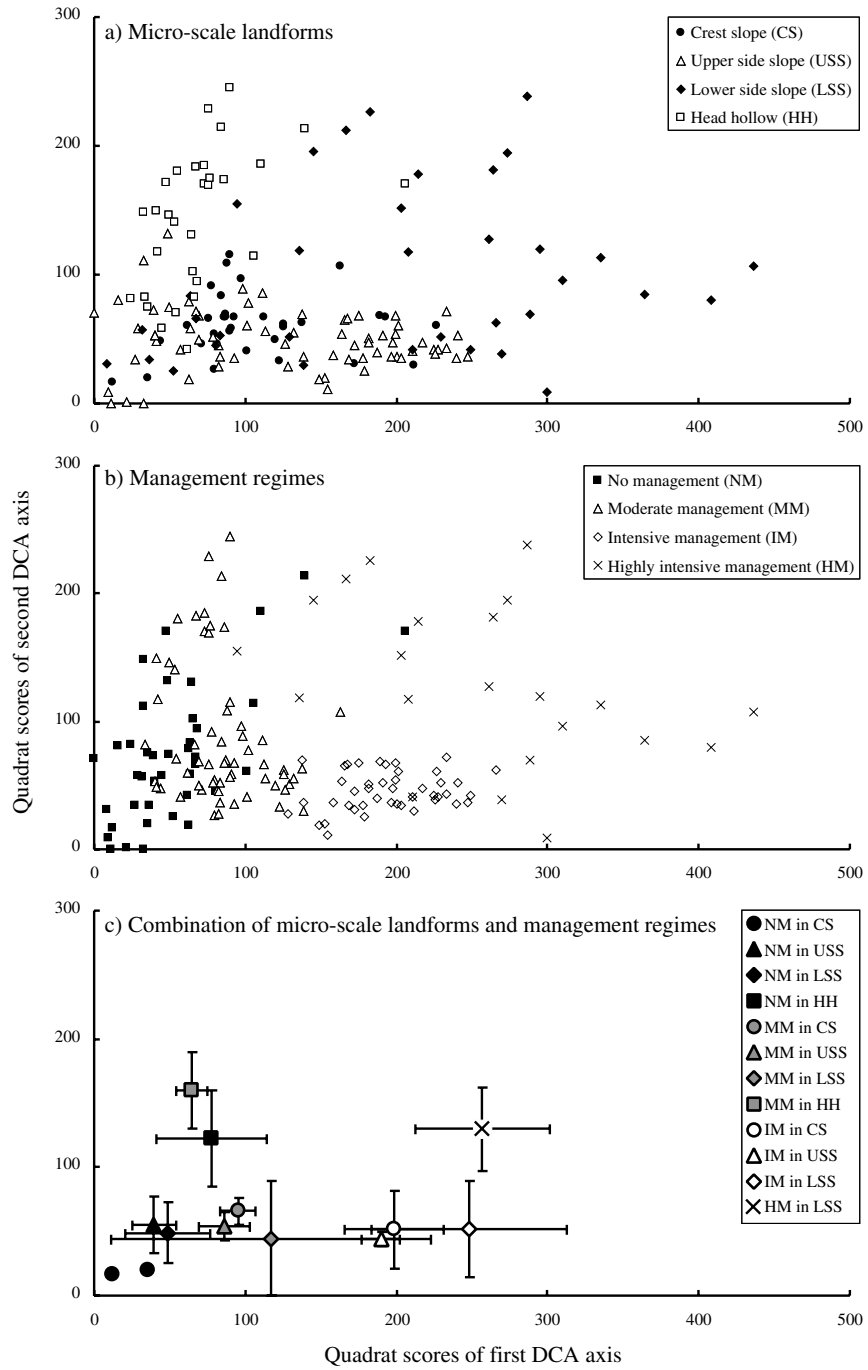 300
a) Micro-scale landforms
Crest slope (CS)
Upper side slope (USS)
Lower side slope (LSS)
Head hollow (HH)
200
100
0
0 100 200 300 400 500
300
b) Management regimes
No management (NM)
Moderate management (MM)
Intensive management (IM)
Highly intensive management (HM)
200
100
0
0 100 200 300 400 500
Quadrat scores of second DCA axis
300
c) Combination of micro-scale landforms and management regimes
NM in CS
NM in USS
NM in LSS
NM in HH
MM in CS
MM in USS
MM in LSS
MM in HH
IM in CS
IM in USS
IM in LSS
HM in LSS
200
100
0
0 100 200 300 400 500
Quadrat scores of first DCA axis